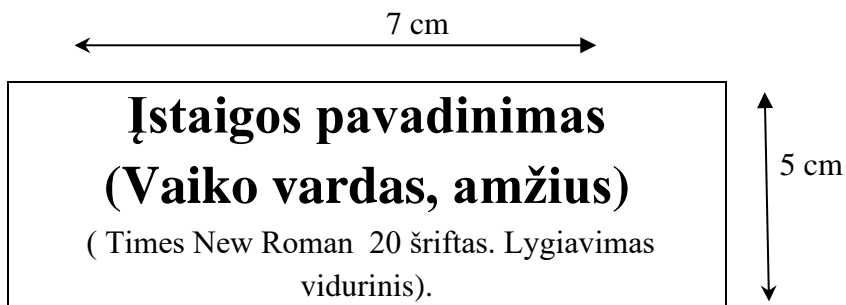 7 cm
Įstaigos pavadinimas
(Vaiko vardas, amžius)
5 cm
( Times New Roman  20 šriftas. Lygiavimas
vidurinis).